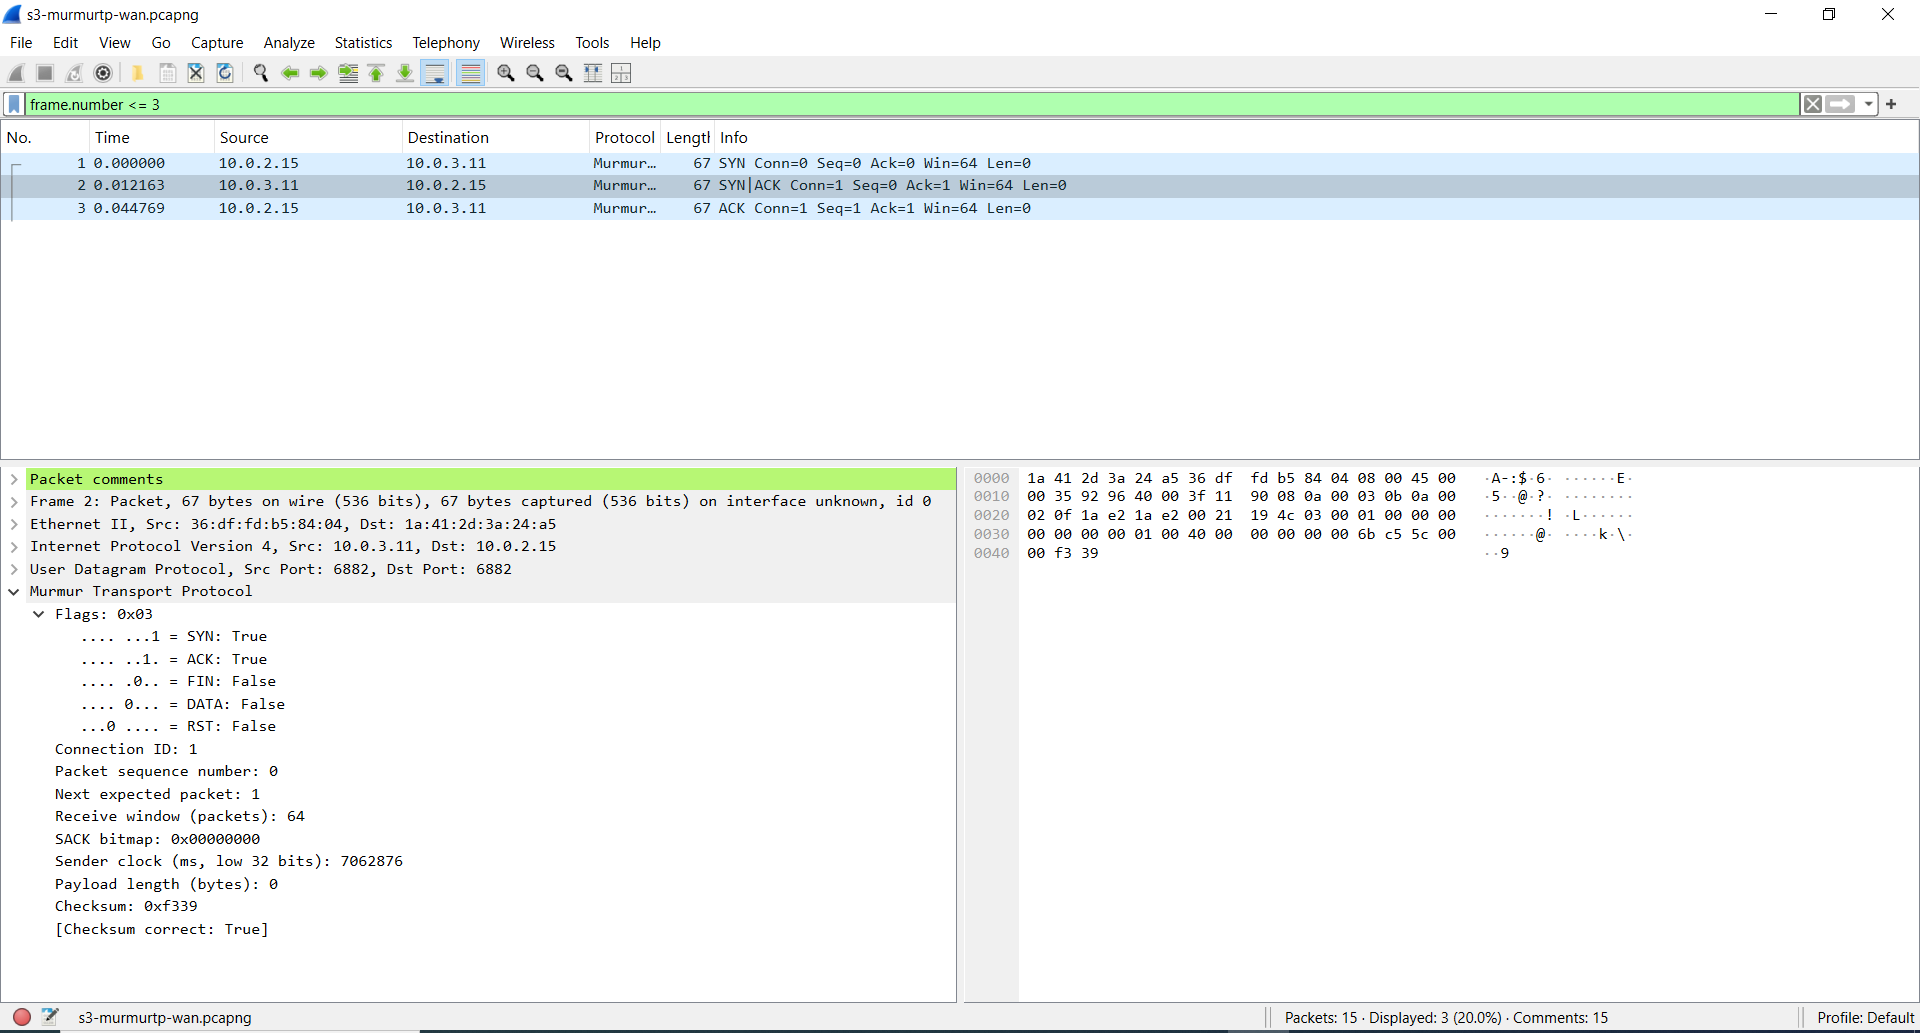 s3-murmurtp-wan.pcapng
File Edit View Go Capture Analyze Statistics Telephony Wireless Tools Help
frame.number <= 3
No. Time Source Destination Protocol Length Info
1 0.000000 10.0.2.15 10.0.3.11 Murmur… 67 SYN Conn=0 Seq=0 Ack=0 Win=64 Len=0
2 0.012163 10.0.3.11 10.0.2.15 Murmur… 67 SYN|ACK Conn=1 Seq=0 Ack=1 Win=64 Len=0
3 0.044769 10.0.2.15 10.0.3.11 Murmur… 67 ACK Conn=1 Seq=1 Ack=1 Win=64 Len=0
Packet comments
Frame 2: Packet, 67 bytes on wire (536 bits), 67 bytes captured (536 bits) on interface unknown, id 0
Ethernet II, Src: 36:df:fd:b5:84:04, Dst: 1a:41:2d:3a:24:a5
Internet Protocol Version 4, Src: 10.0.3.11, Dst: 10.0.2.15
User Datagram Protocol, Src Port: 6882, Dst Port: 6882
Murmur Transport Protocol
Flags: 0x03
.... ...1 = SYN: True
.... ..1. = ACK: True
.... .0.. = FIN: False
.... 0... = DATA: False
...0 .... = RST: False
Connection ID: 1
Packet sequence number: 0
Next expected packet: 1
Receive window (packets): 64
SACK bitmap: 0x00000000
Sender clock (ms, low 32 bits): 7062876
Payload length (bytes): 0
Checksum: 0xf339
[Checksum correct: True]
0000 1a 41 2d 3a 24 a5 36 df fd b5 84 04 08 00 45 00 ·A-:$·6· ······E·
0010 00 35 92 96 40 00 3f 11 90 08 0a 00 03 0b 0a 00 ·5··@·?· ········
0020 02 0f 1a e2 1a e2 00 21 19 4c 03 00 01 00 00 00 ·······! ·L······
0030 00 00 00 00 01 00 40 00 00 00 00 00 6b c5 5c 00 ······@· ····k·\·
0040 00 f3 39 ··9
s3-murmurtp-wan.pcapng
Packets: 15 · Displayed: 3 (20.0%) · Comments: 15
Profile: Default